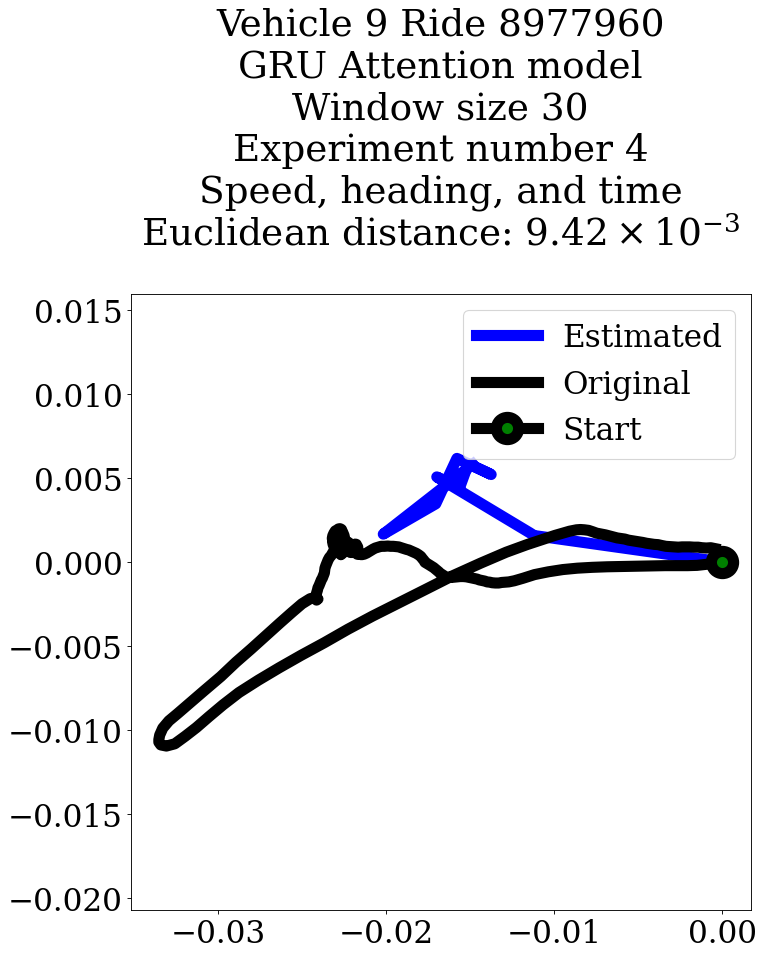 Vehicle 9 Ride 8977960
GRU Attention model
Window size 30
Experiment number 4
Speed, heading, and time
Euclidean distance: 9.42 × 10⁻³
Estimated
Original
Start
0.015
0.010
0.005
0.000
−0.005
−0.010
−0.015
−0.020
−0.03
−0.02
−0.01
0.00